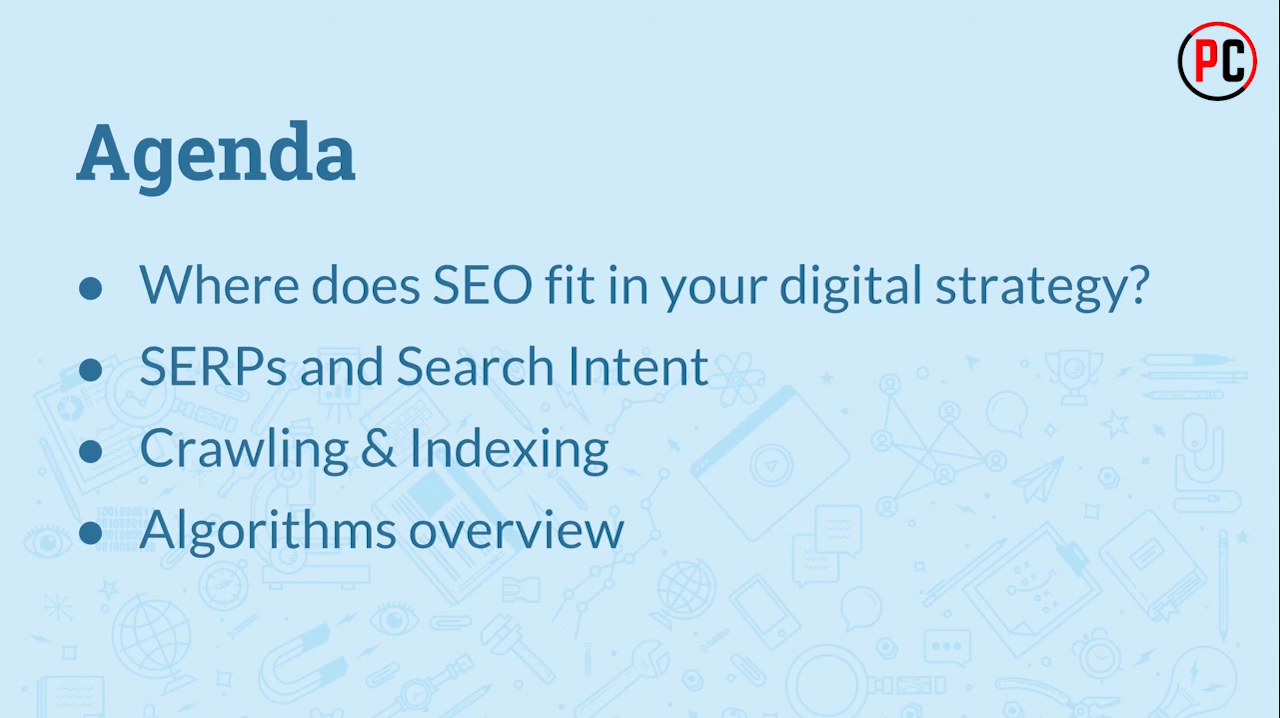 PC
Agenda
● Where does SEO fit in your digital strategy?
● SERPs and Search Intent
● Crawling & Indexing
● Algorithms overview